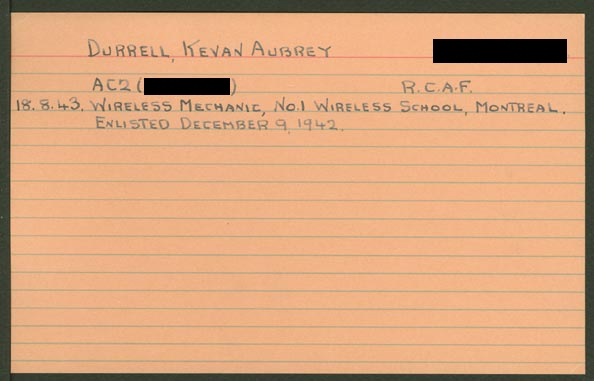 DURRELL, KEVAN AUBREY
AC2 ( ) R.C.A.F.
18.8.43. WIRELESS MECHANIC, NO.1 WIRELESS SCHOOL, MONTREAL.
ENLISTED DECEMBER 9, 1942.